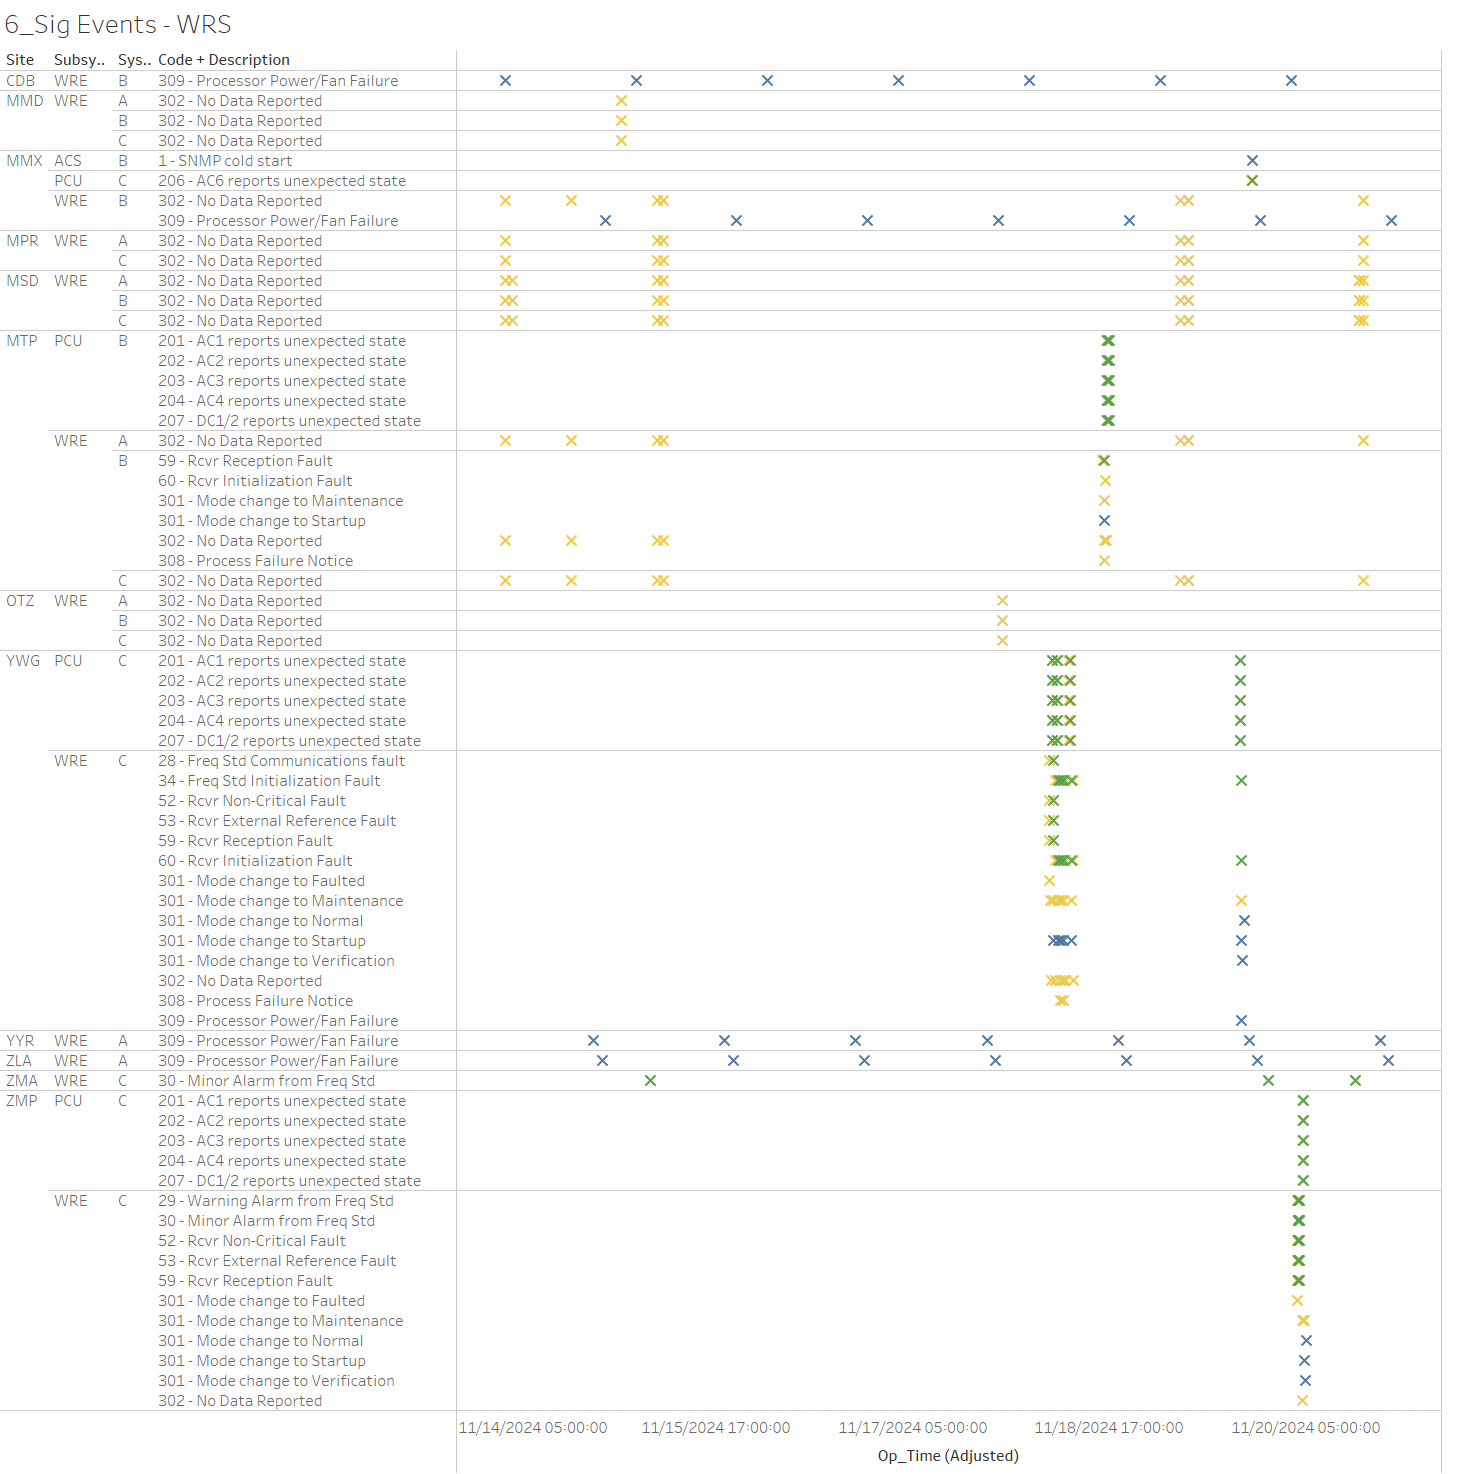 6_Sig Events - WRS
Site Subsy.. Sys.. Code + Description
CDB WRE B 309 - Processor Power/Fan Failure
MMD WRE A 302 - No Data Reported
B 302 - No Data Reported
C 302 - No Data Reported
MMX ACS B 1 - SNMP cold start
PCU C 206 - AC6 reports unexpected state
WRE B 302 - No Data Reported
309 - Processor Power/Fan Failure
MPR WRE A 302 - No Data Reported
C 302 - No Data Reported
MSD WRE A 302 - No Data Reported
B 302 - No Data Reported
C 302 - No Data Reported
MTP PCU B 201 - AC1 reports unexpected state
202 - AC2 reports unexpected state
203 - AC3 reports unexpected state
204 - AC4 reports unexpected state
207 - DC1/2 reports unexpected state
WRE A 302 - No Data Reported
B 59 - Rcvr Reception Fault
60 - Rcvr Initialization Fault
301 - Mode change to Maintenance
301 - Mode change to Startup
302 - No Data Reported
308 - Process Failure Notice
C 302 - No Data Reported
OTZ WRE A 302 - No Data Reported
B 302 - No Data Reported
C 302 - No Data Reported
YWG PCU C 201 - AC1 reports unexpected state
202 - AC2 reports unexpected state
203 - AC3 reports unexpected state
204 - AC4 reports unexpected state
207 - DC1/2 reports unexpected state
WRE C 28 - Freq Std Communications fault
34 - Freq Std Initialization Fault
52 - Rcvr Non-Critical Fault
53 - Rcvr External Reference Fault
59 - Rcvr Reception Fault
60 - Rcvr Initialization Fault
301 - Mode change to Faulted
301 - Mode change to Maintenance
301 - Mode change to Normal
301 - Mode change to Startup
301 - Mode change to Verification
302 - No Data Reported
308 - Process Failure Notice
309 - Processor Power/Fan Failure
YYR WRE A 309 - Processor Power/Fan Failure
ZLA WRE A 309 - Processor Power/Fan Failure
ZMA WRE C 30 - Minor Alarm from Freq Std
ZMP PCU C 201 - AC1 reports unexpected state
202 - AC2 reports unexpected state
203 - AC3 reports unexpected state
204 - AC4 reports unexpected state
207 - DC1/2 reports unexpected state
WRE C 29 - Warning Alarm from Freq Std
30 - Minor Alarm from Freq Std
52 - Rcvr Non-Critical Fault
53 - Rcvr External Reference Fault
59 - Rcvr Reception Fault
301 - Mode change to Faulted
301 - Mode change to Maintenance
301 - Mode change to Normal
301 - Mode change to Startup
301 - Mode change to Verification
302 - No Data Reported
11/14/2024 05:00:00 11/15/2024 17:00:00 11/17/2024 05:00:00 11/18/2024 17:00:00 11/20/2024 05:00:00
Op_Time (Adjusted)